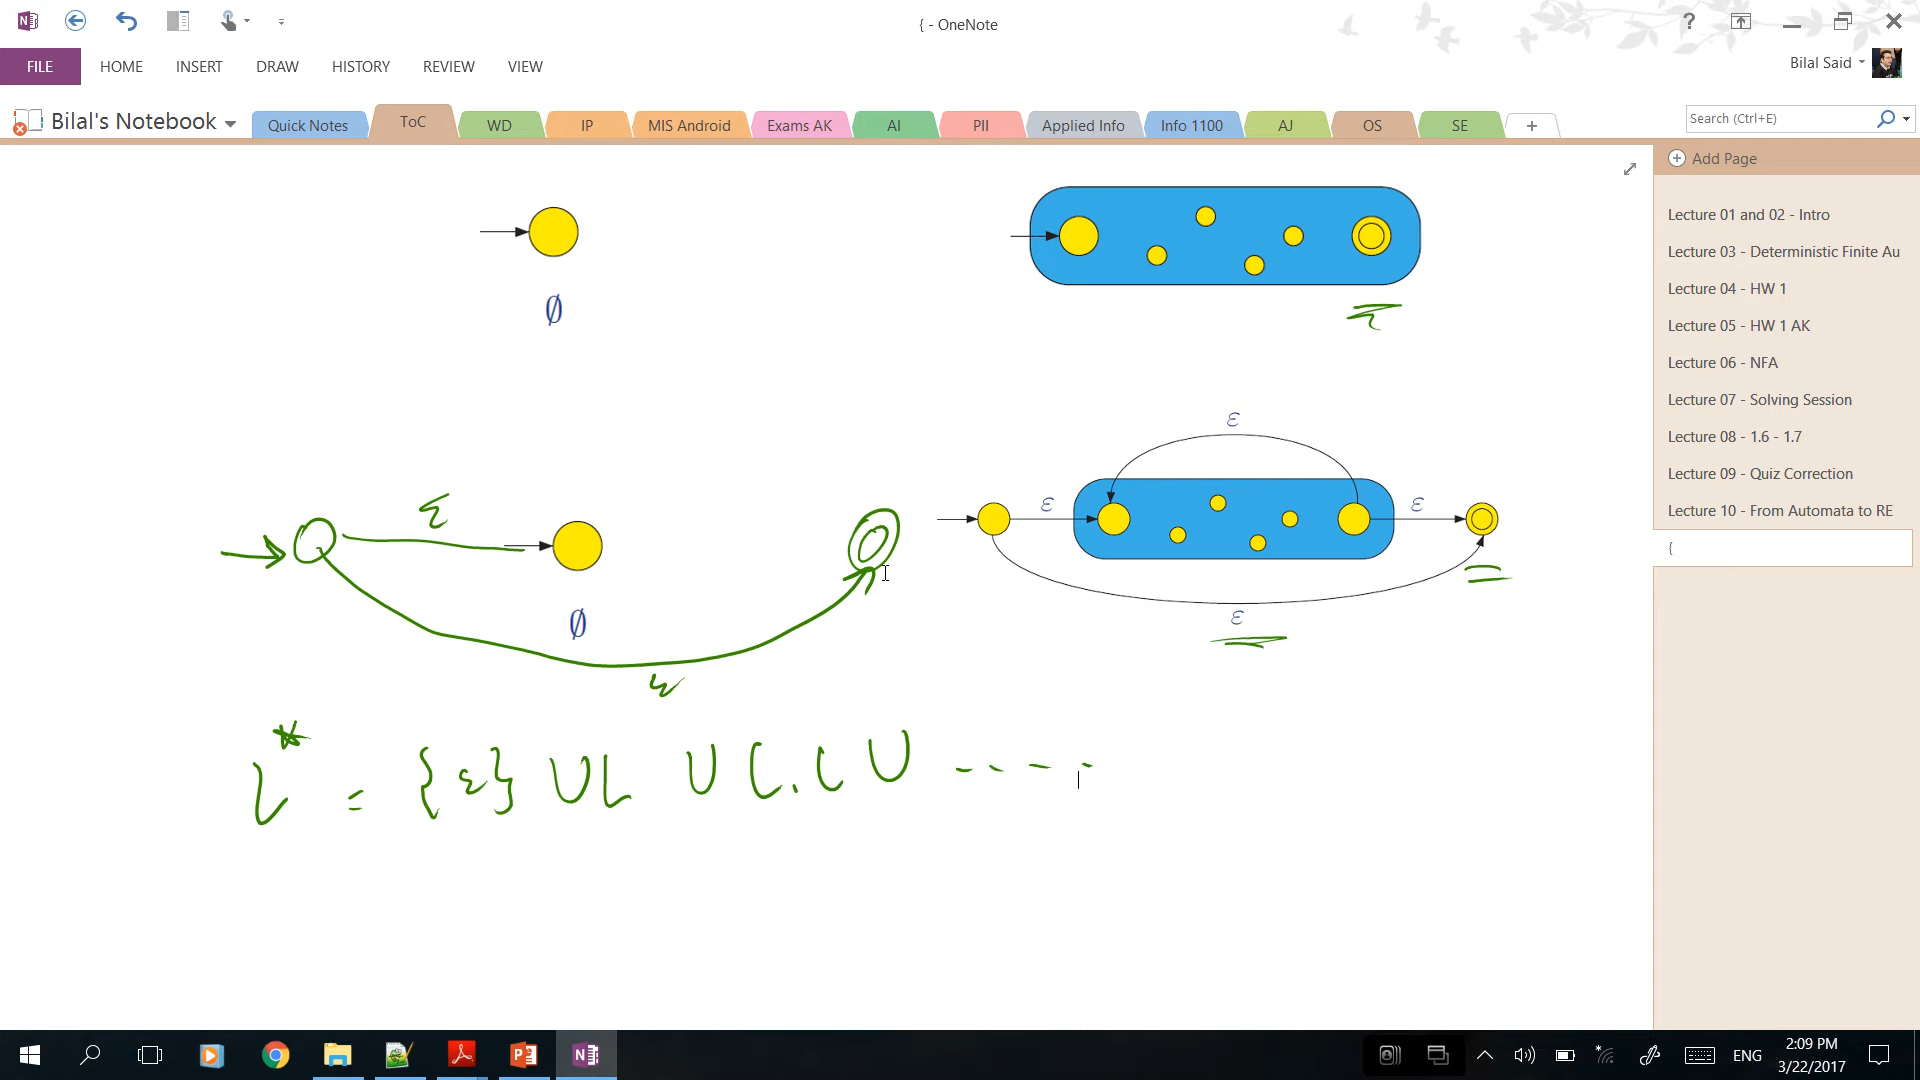 { - OneNote
?
FILE HOME INSERT DRAW HISTORY REVIEW VIEW
Bilal Said
Bilal's Notebook
Quick Notes ToC WD IP MIS Android Exams AK AI PII Applied Info Info 1100 AJ OS SE +
Search (Ctrl+E)
Add Page
Lecture 01 and 02 - Intro
Lecture 03 - Deterministic Finite Au
Lecture 04 - HW 1
Lecture 05 - HW 1 AK
Lecture 06 - NFA
Lecture 07 - Solving Session
Lecture 08 - 1.6 - 1.7
Lecture 09 - Quiz Correction
Lecture 10 - From Automata to RE
{
∅
ε
ε ε ε
ε
∅
ε
ε
L* = {ε} U L U L.L U ----
ENG
2:09 PM
3/22/2017